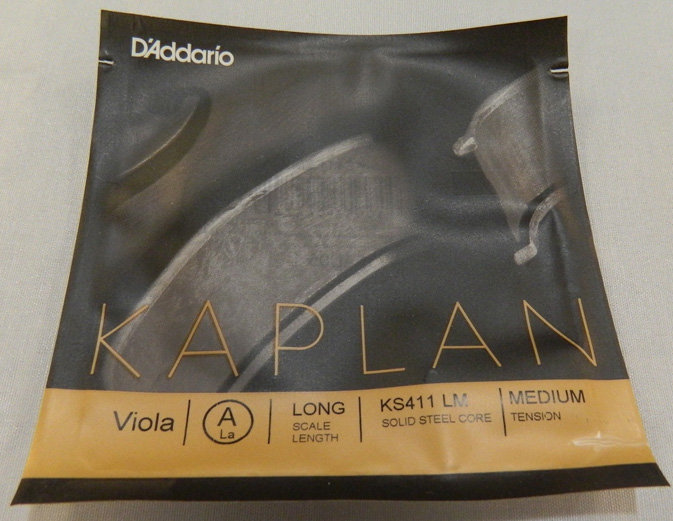 D'Addario
KAPLAN
Viola
A
La
LONG
SCALE
LENGTH
KS411 LM
SOLID STEEL CORE
MEDIUM
TENSION